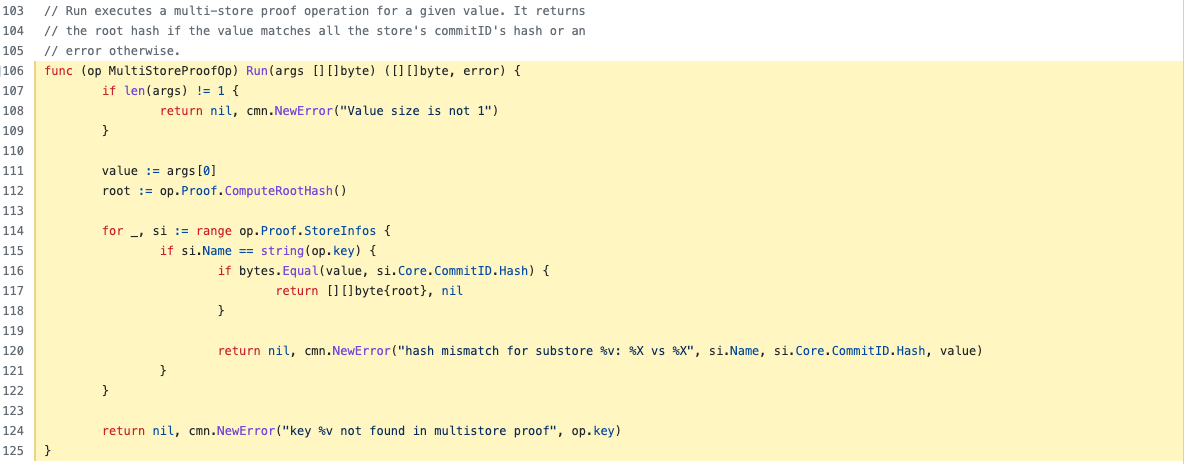 103 // Run executes a multi-store proof operation for a given value. It returns
104 // the root hash if the value matches all the store's commitID's hash or an
105 // error otherwise.
106 func (op MultiStoreProofOp) Run(args [][]byte) ([][]byte, error) {
107 if len(args) != 1 {
108 return nil, cmn.NewError("Value size is not 1")
109 }
110
111 value := args[0]
112 root := op.Proof.ComputeRootHash()
113
114 for _, si := range op.Proof.StoreInfos {
115 if si.Name == string(op.key) {
116 if bytes.Equal(value, si.Core.CommitID.Hash) {
117 return [][]byte{root}, nil
118 }
119
120 return nil, cmn.NewError("hash mismatch for substore %v: %X vs %X", si.Name, si.Core.CommitID.Hash, value)
121 }
122 }
123
124 return nil, cmn.NewError("key %v not found in multistore proof", op.key)
125 }